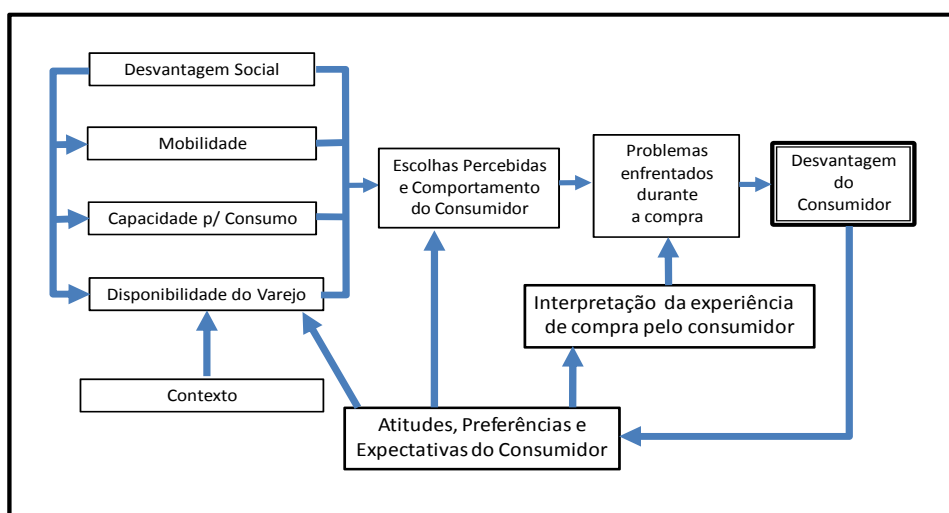 Desvantagem Social
Mobilidade
Capacidade p/ Consumo
Disponibilidade do Varejo
Contexto
Escolhas Percebidas
e Comportamento
do Consumidor
Problemas
enfrentados
durante
a compra
Desvantagem
do
Consumidor
Interpretação da experiência
de compra pelo consumidor
Atitudes, Preferências e
Expectativas do Consumidor